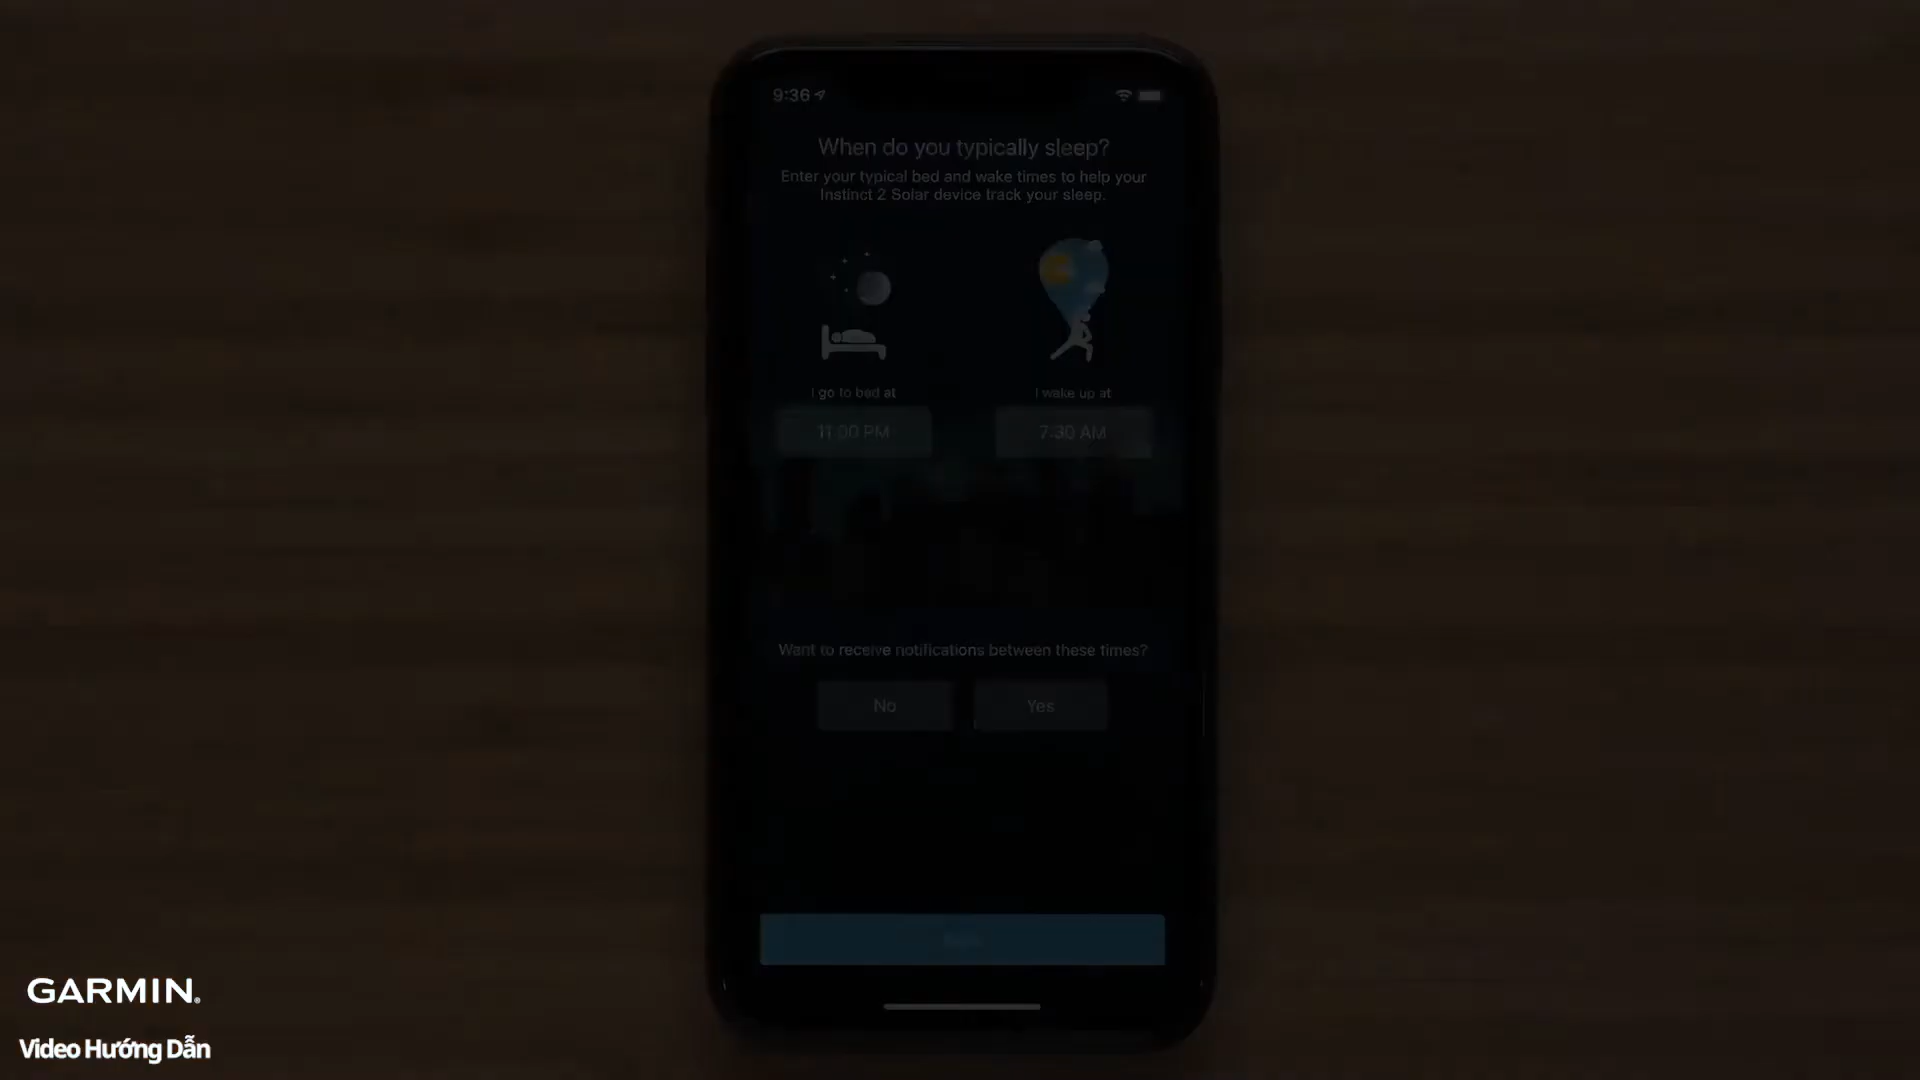 9:36
When do you typically sleep?
Enter your typical bed and wake times to help your
Instinct 2 Solar device track your sleep.
I go to bed at
I wake up at
11:00 PM
7:30 AM
Want to receive notifications between these times?
No
Yes
GARMIN
Video Hướng Dẫn